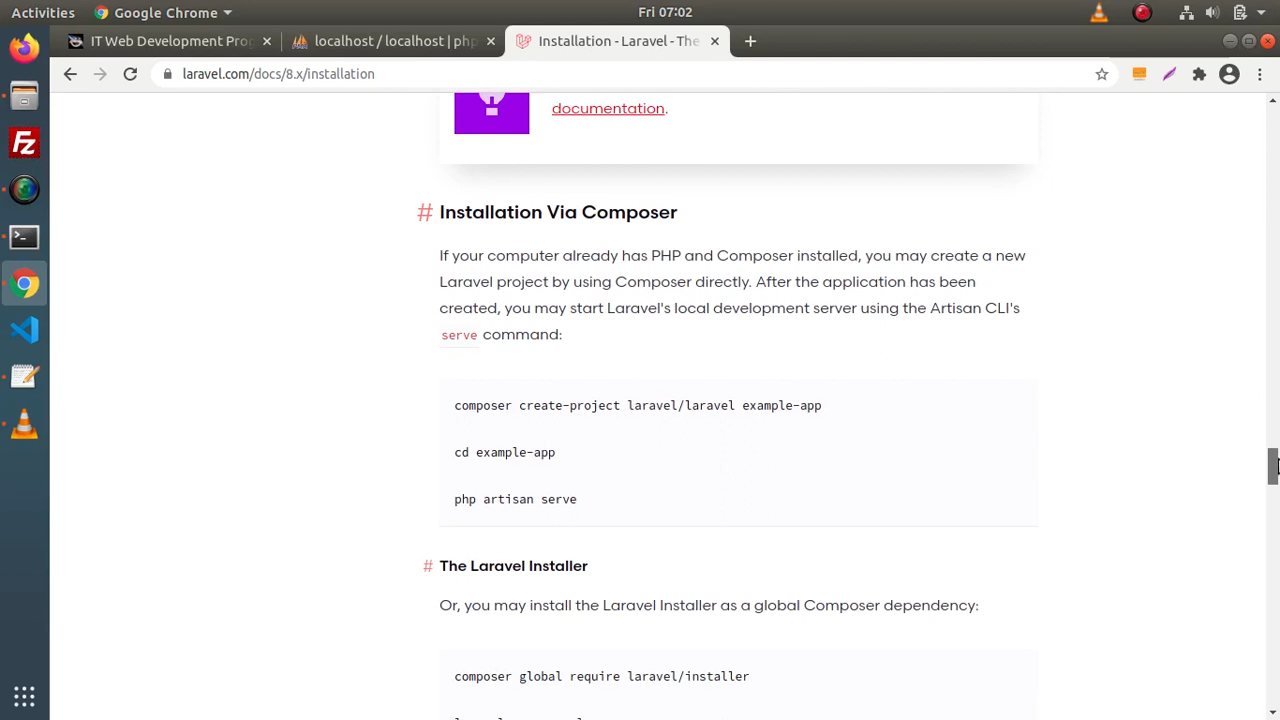 Activities
Google Chrome
Fri 07:02
IT Web Development Pro
localhost / localhost | php
Installation - Laravel - The
laravel.com/docs/8.x/installation
documentation.
# Installation Via Composer
If your computer already has PHP and Composer installed, you may create a new
Laravel project by using Composer directly. After the application has been
created, you may start Laravel's local development server using the Artisan CLI's
serve command:
composer create-project laravel/laravel example-app
cd example-app
php artisan serve
# The Laravel Installer
Or, you may install the Laravel Installer as a global Composer dependency:
composer global require laravel/installer